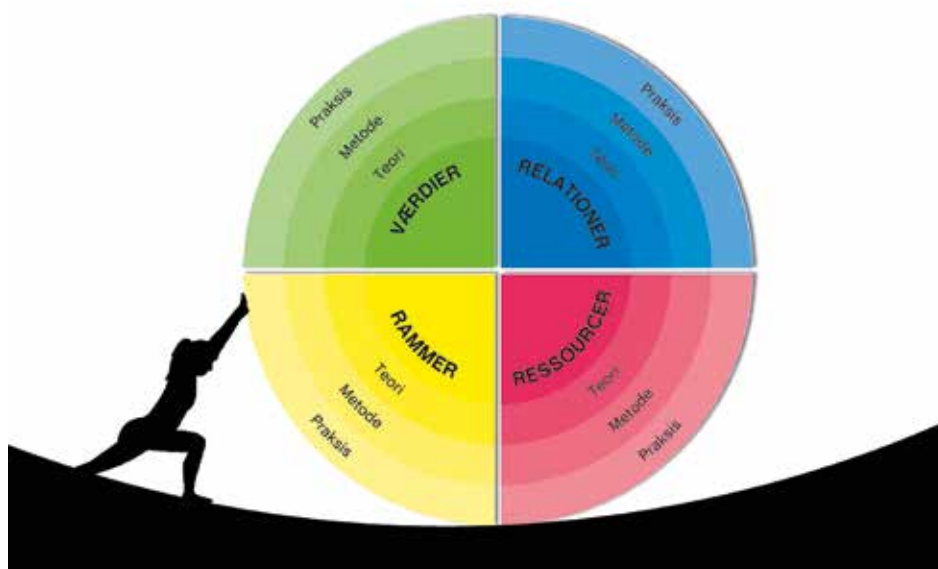 Praksis
Metode
Teori
VÆRDIER
Praksis
Metode
Teori
RELATIONER
RAMMER
Teori
Metode
Praksis
RESSOURCER
Teori
Metode
Praksis